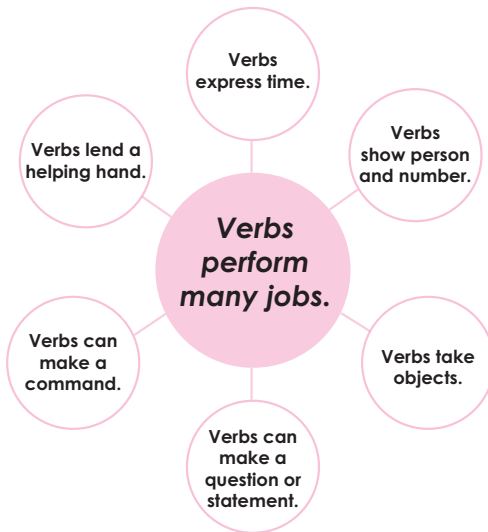 Verbs
express time.
Verbs
show person
and number.
Verbs take
objects.
Verbs can
make a
question or
statement.
Verbs can
make a
command.
Verbs lend a
helping hand.
Verbs
perform
many jobs.